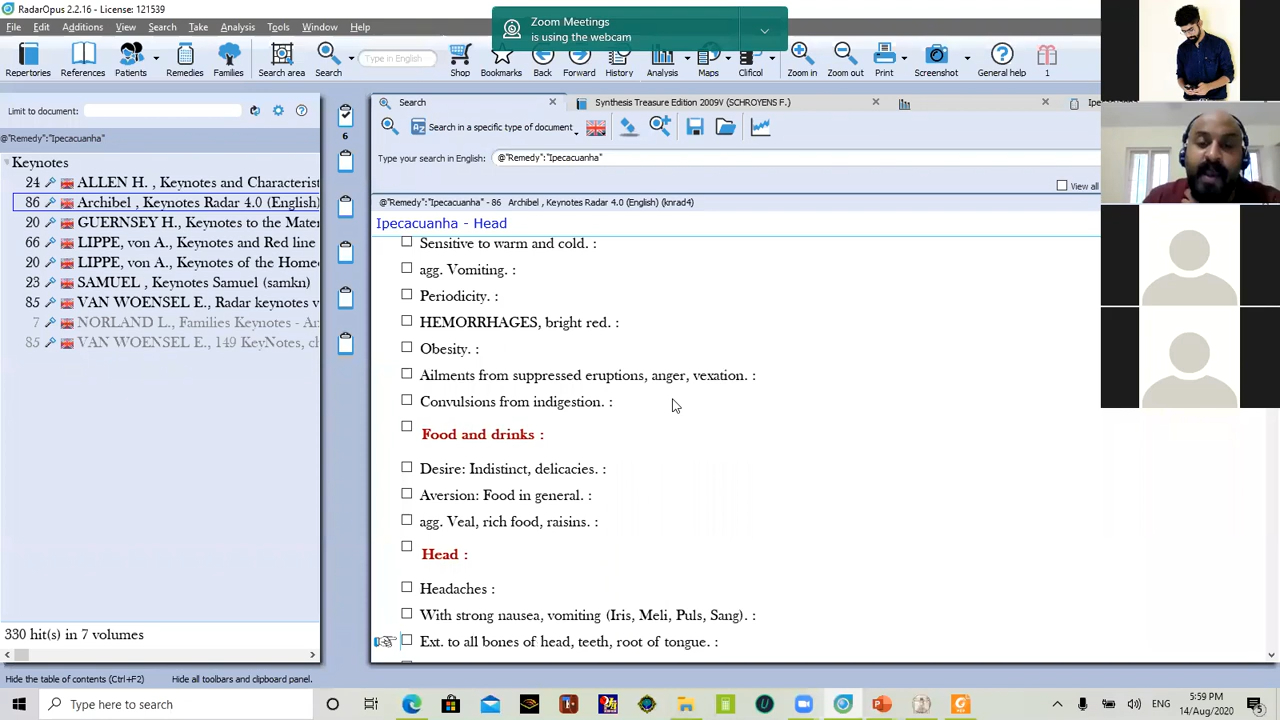 RadarOpus 2.2.16 - License: 121539
Zoom Meetings
is using the webcam
File Edit Additions View Search Take Analysis Tools Window Help
Type in English
Repertories References Patients Remedies Families Search area Search Shop Bookmarks Back Forward History Analysis Maps Clificol Zoom in Zoom out Print Screenshot General help 1
Limit to document:
Search
Synthesis Treasure Edition 2009V (SCHROYENS F.)
Search in a specific type of document
6
@"Remedy":"Ipecacuanha"
Type your search in English: @"Remedy":"Ipecacuanha"
View all
Keynotes
24 ALLEN H. , Keynotes and Characterist
86 Archibel , Keynotes Radar 4.0 (English)
20 GUERNSEY H., Keynotes to the Mater
66 LIPPE, von A., Keynotes and Red line
20 LIPPE, von A., Keynotes of the Homeo
23 SAMUEL , Keynotes Samuel (samkn)
85 VAN WOENSEL E., Radar keynotes v
7 NORLAND L., Families Keynotes - An
85 VAN WOENSEL E., 149 KeyNotes, ch
330 hit(s) in 7 volumes
@"Remedy":"Ipecacuanha" - 86 Archibel , Keynotes Radar 4.0 (English) (knrad4)
Ipecacuanha - Head
Sensitive to warm and cold. :
agg. Vomiting. :
Periodicity. :
HEMORRHAGES, bright red. :
Obesity. :
Ailments from suppressed eruptions, anger, vexation. :
Convulsions from indigestion. :
Food and drinks :
Desire: Indistinct, delicacies. :
Aversion: Food in general. :
agg. Veal, rich food, raisins. :
Head :
Headaches :
With strong nausea, vomiting (Iris, Meli, Puls, Sang). :
Ext. to all bones of head, teeth, root of tongue. :
Hide the table of contents (Ctrl+F2) Hide all toolbars and clipboard panel.
Type here to search
ENG
5:59 PM
14/Aug/2020
5